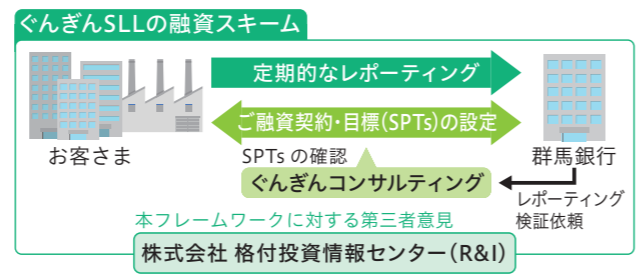 ぐんぎんSLLの融資スキーム
定期的なレポーティング
ご融資契約・目標(SPTs)の設定
お客さま
SPTs の確認
群馬銀行
ぐんぎんコンサルティング
レポーティング
検証依頼
本フレームワークに対する第三者意見
株式会社 格付投資情報センター(R&I)